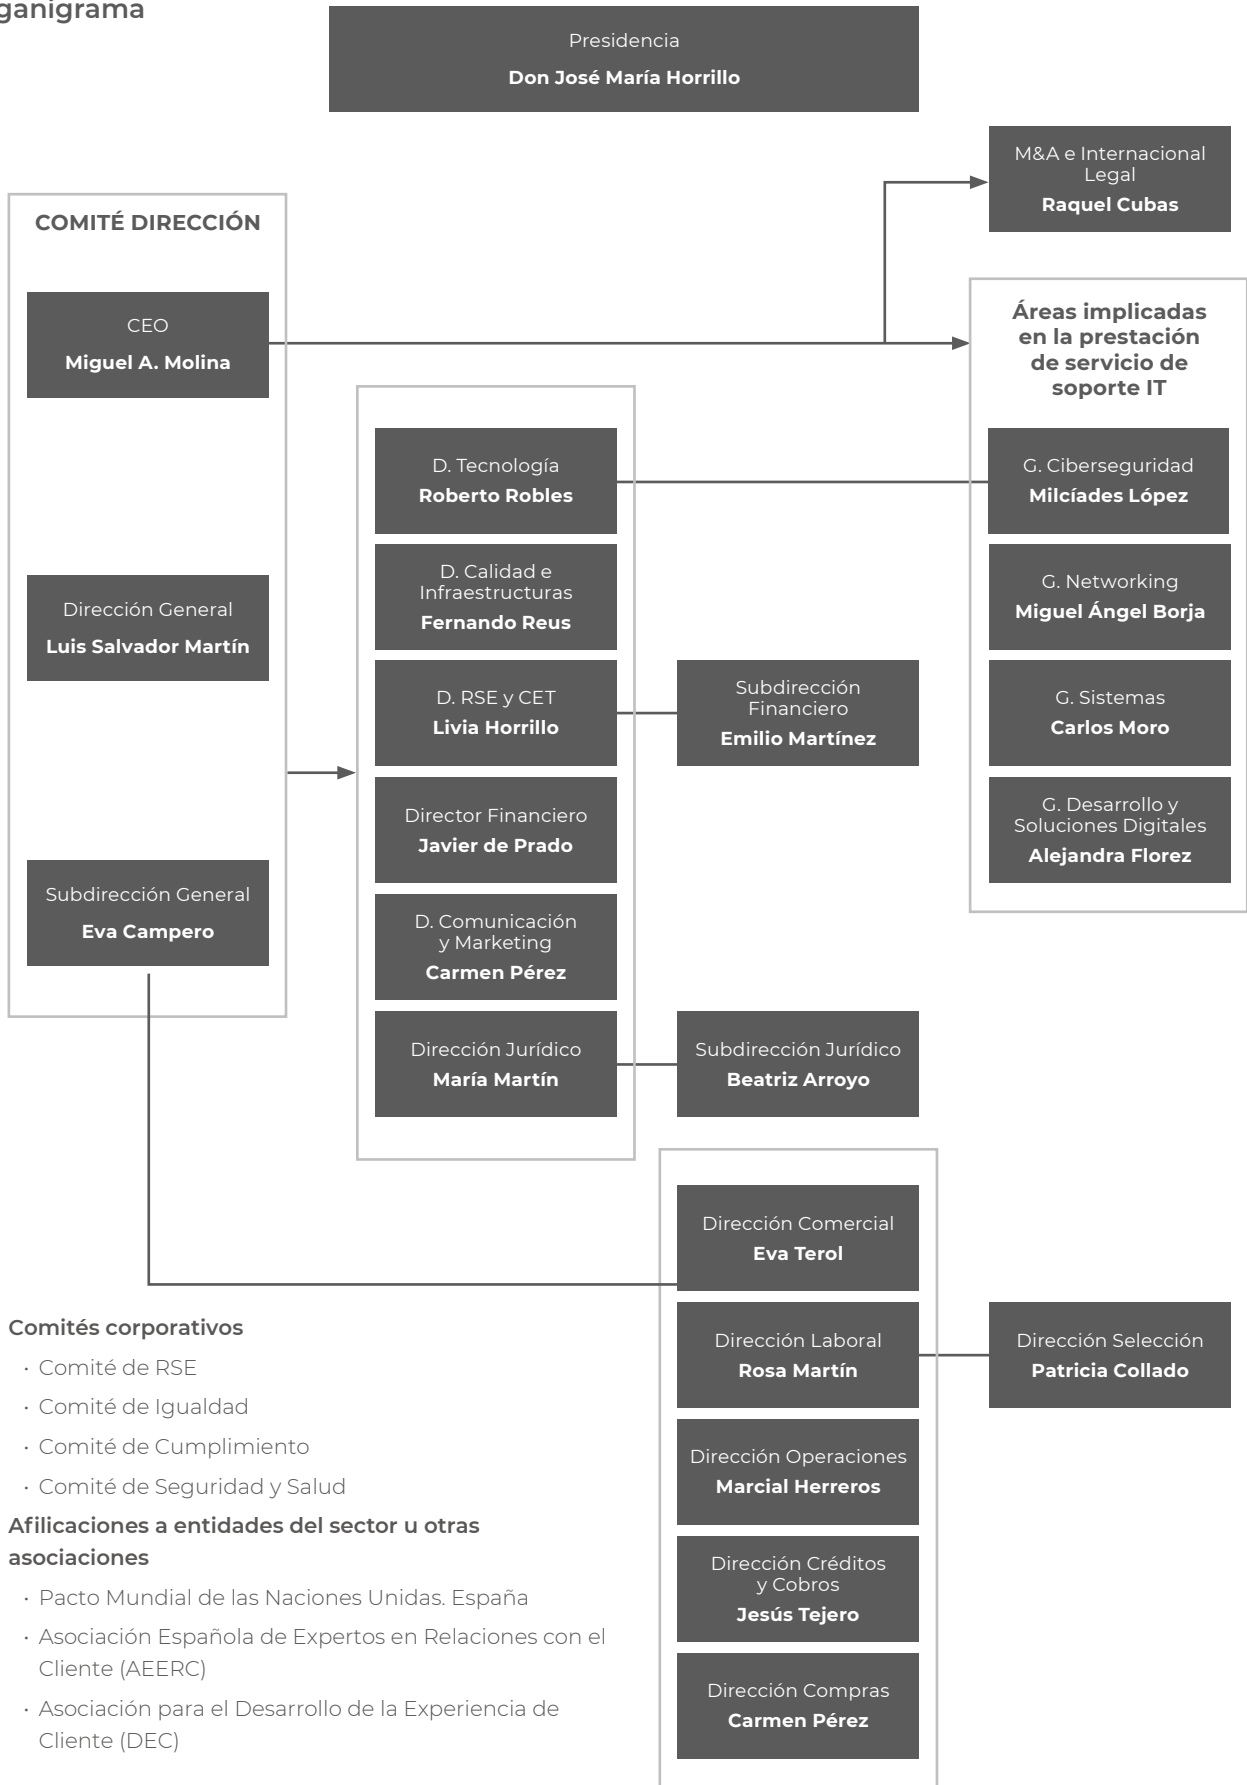 ganigrama
Presidencia
Don José María Horrillo
M&A e Internacional
Legal
Raquel Cubas
COMITÉ DIRECCIÓN
CEO
Miguel A. Molina
Dirección General
Luis Salvador Martín
Subdirección General
Eva Campero
D. Tecnología
Roberto Robles
D. Calidad e
Infraestructuras
Fernando Reus
D. RSE y CET
Livia Horrillo
Director Financiero
Javier de Prado
D. Comunicación
y Marketing
Carmen Pérez
Dirección Jurídico
María Martín
Subdirección
Financiero
Emilio Martínez
Subdirección Jurídico
Beatriz Arroyo
Áreas implicadas
en la prestación
de servicio de
soporte IT
G. Ciberseguridad
Milcíades López
G. Networking
Miguel Ángel Borja
G. Sistemas
Carlos Moro
G. Desarrollo y
Soluciones Digitales
Alejandra Florez
Dirección Comercial
Eva Terol
Dirección Laboral
Rosa Martín
Dirección Operaciones
Marcial Herreros
Dirección Créditos
y Cobros
Jesús Tejero
Dirección Compras
Carmen Pérez
Dirección Selección
Patricia Collado
Comités corporativos
· Comité de RSE
· Comité de Igualdad
· Comité de Cumplimiento
· Comité de Seguridad y Salud
Afilicaciones a entidades del sector u otras
asociaciones
· Pacto Mundial de las Naciones Unidas. España
· Asociación Española de Expertos en Relaciones con el
Cliente (AEERC)
· Asociación para el Desarrollo de la Experiencia de
Cliente (DEC)